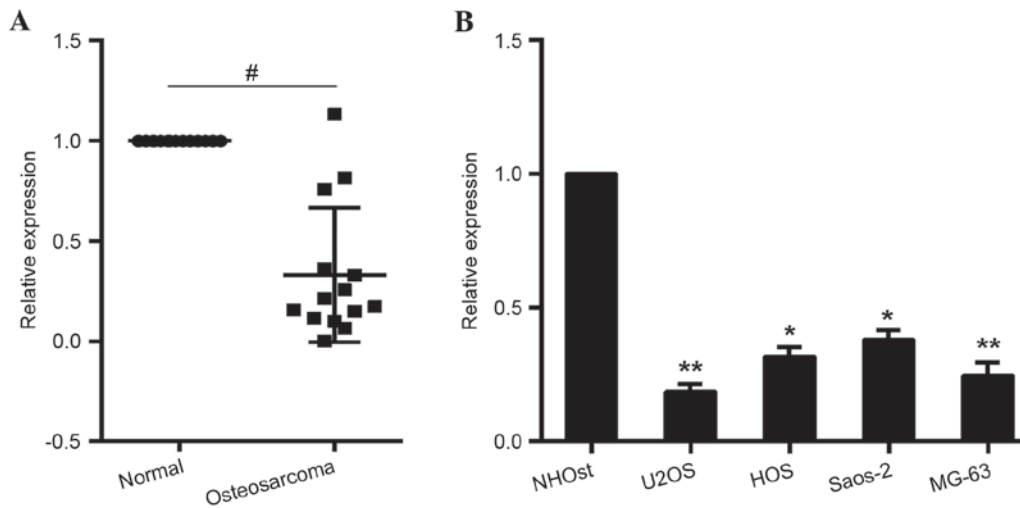 A
Relative expression
1.5
1.0
0.5
0.0
-0.5
#
Normal
Osteosarcoma
B
Relative expression
1.5
1.0
0.5
0.0
**
*
*
**
NHOst
U2OS
HOS
Saos-2
MG-63